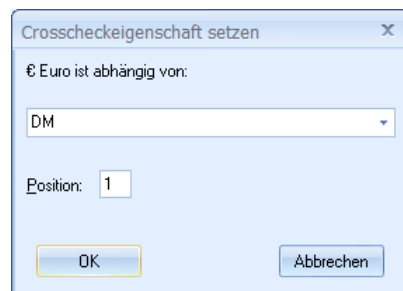 Crosscheckeigenschaft setzen x
€ Euro ist abhängig von:
DM
Position: 1
OK Abbrechen